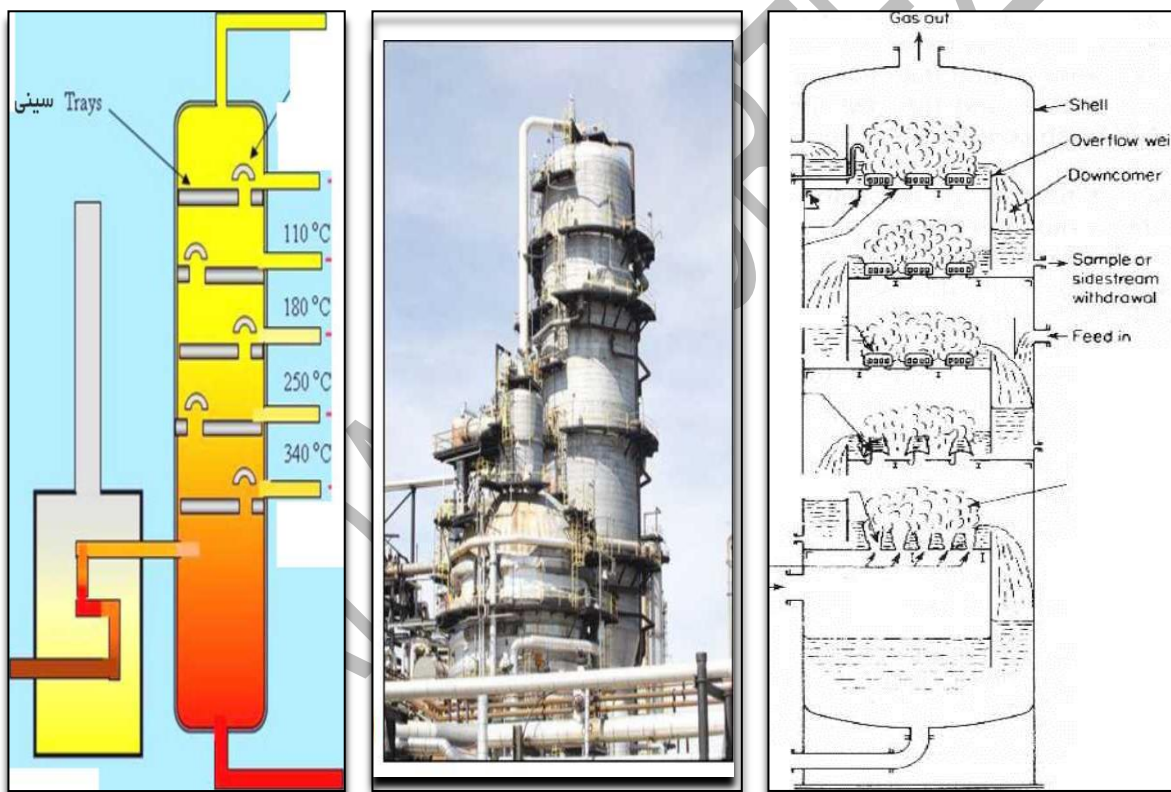 سینی Trays
110 °C
180 °C
250 °C
340 °C
Gas out
Shell
Overflow wei
Downcomer
Sample or
sidestream
withdrawal
Feed in